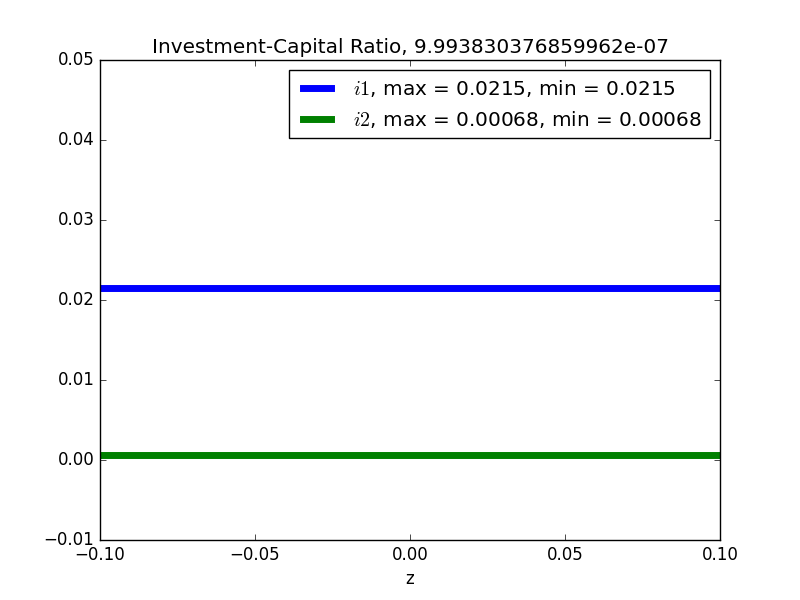 Investment-Capital Ratio, 9.993830376859962e-07
i1, max = 0.0215, min = 0.0215
i2, max = 0.00068, min = 0.00068
0.05
0.04
0.03
0.02
0.01
0.00
−0.01
−0.10 −0.05 0.00 0.05 0.10
z